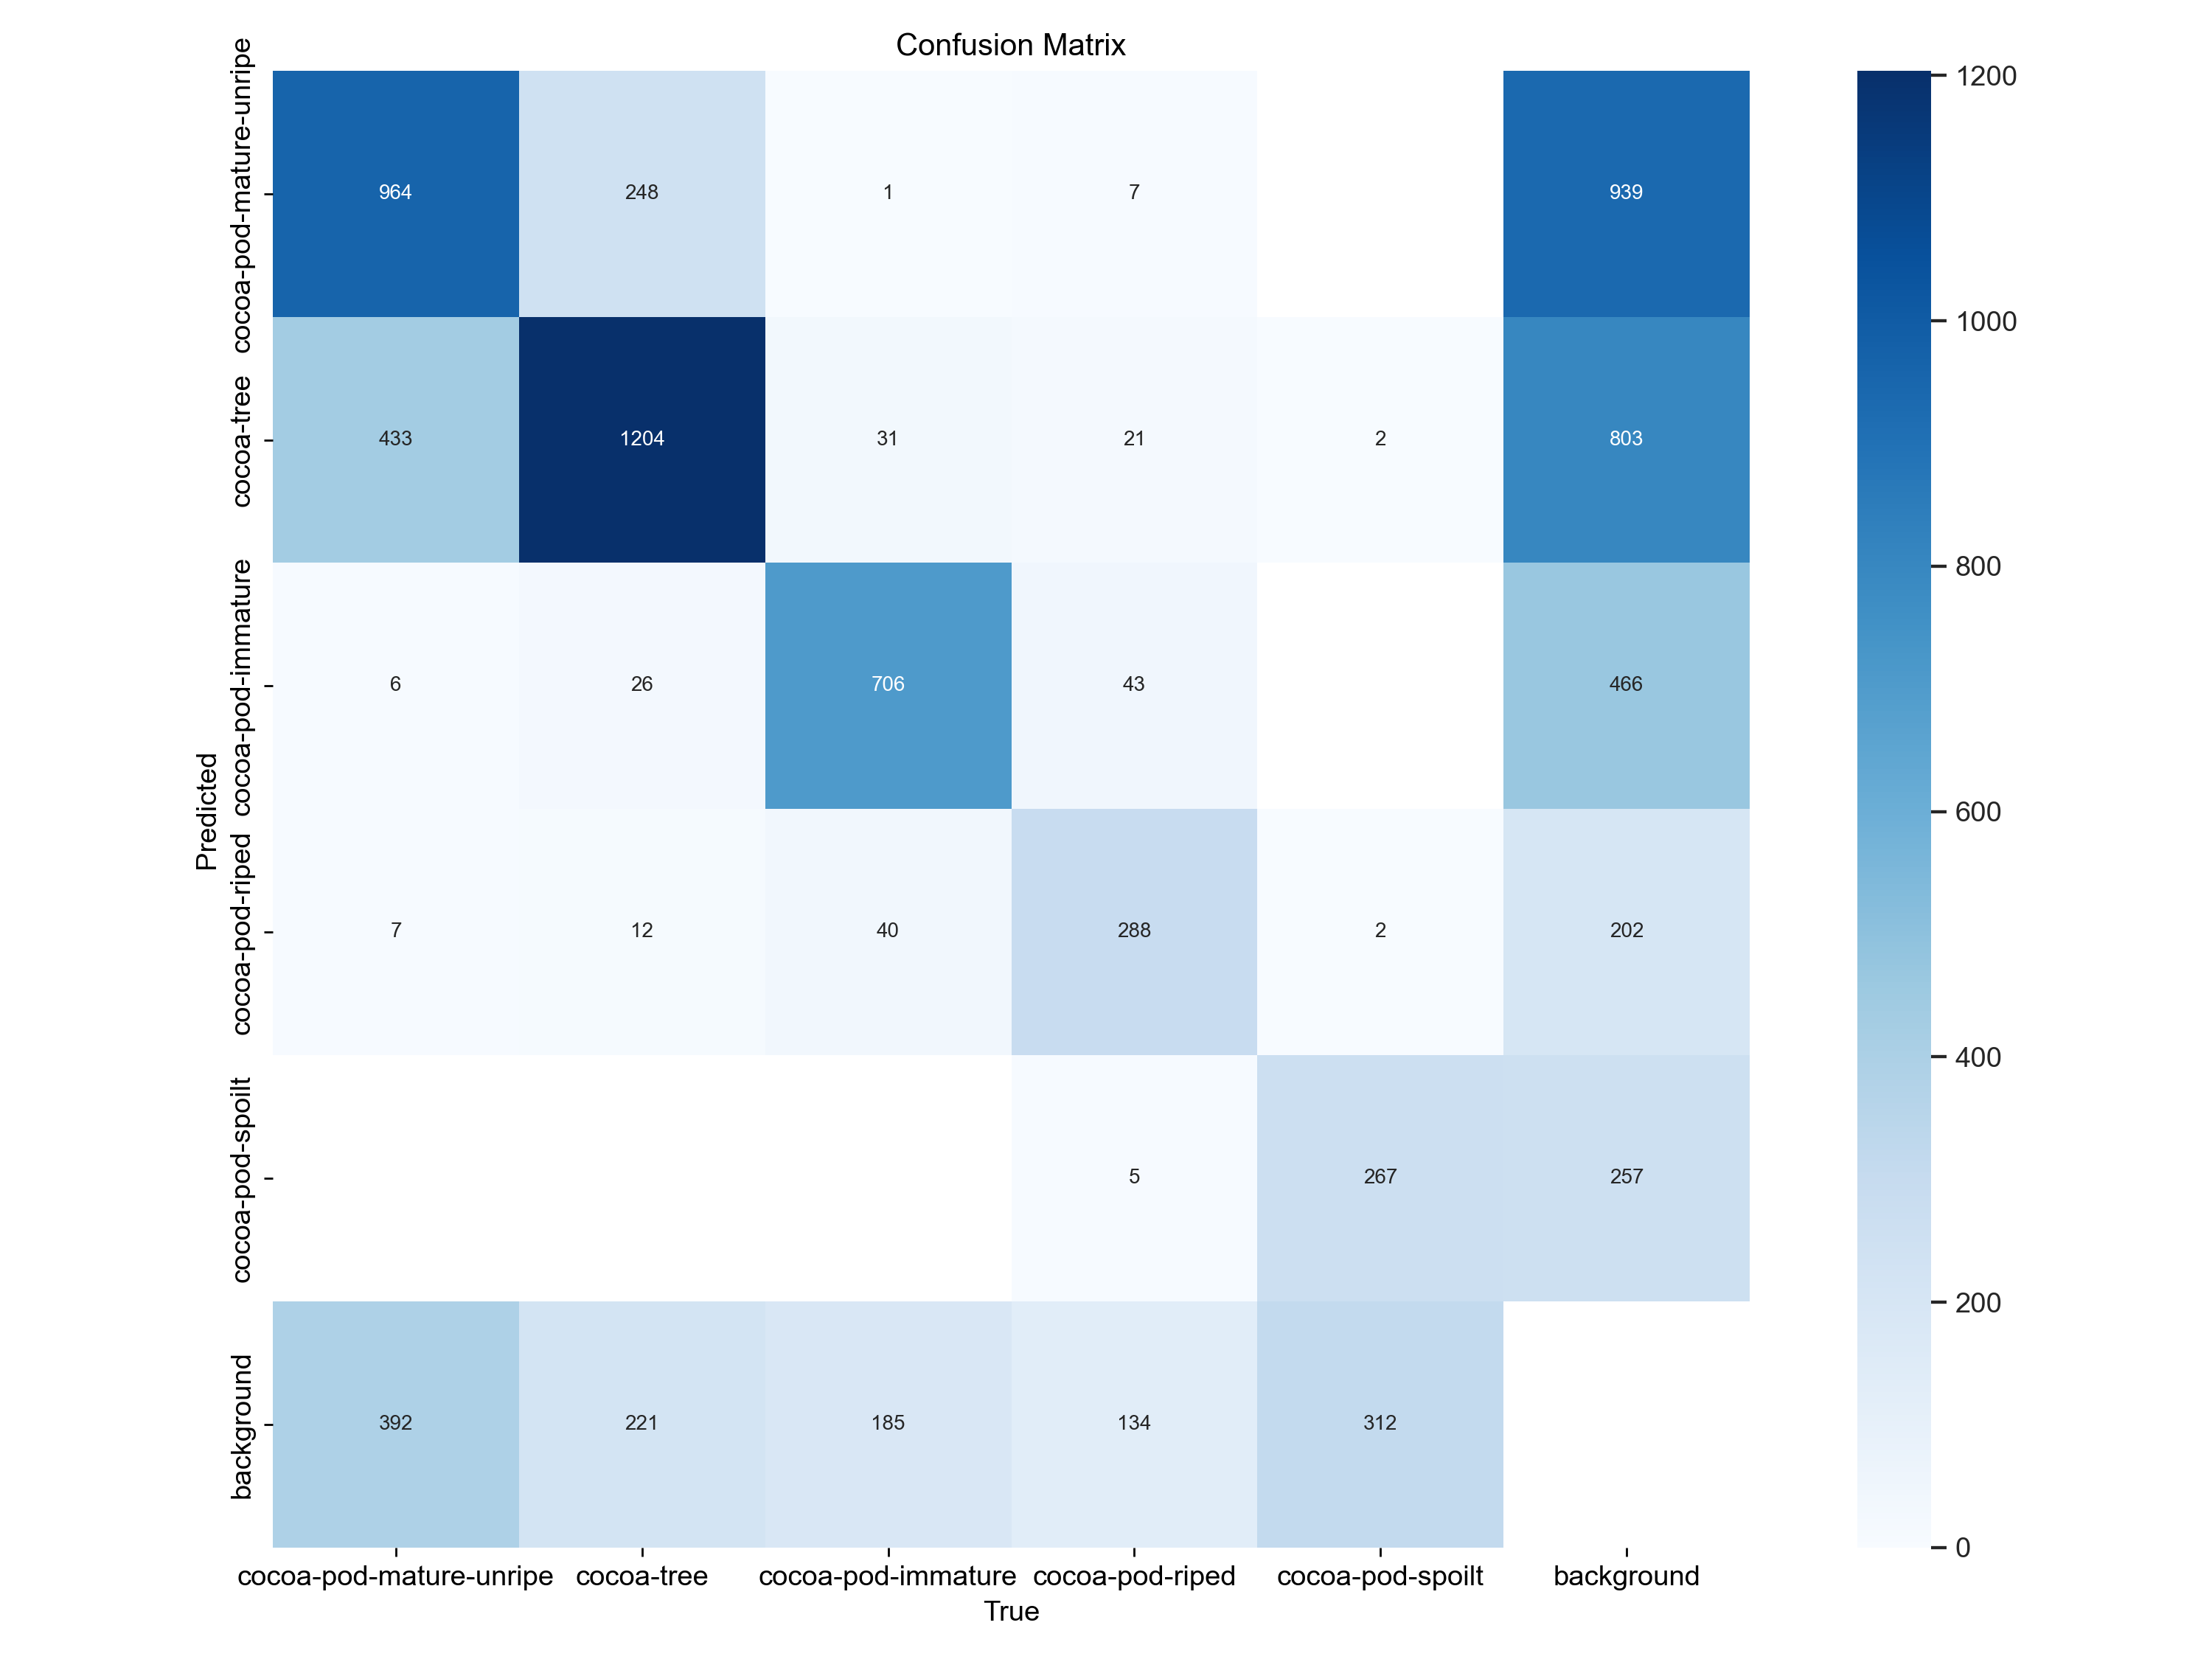 Confusion Matrix
cocoa-pod-mature-unripe
964 248 1 7 939
cocoa-tree
433 1204 31 21 2 803
cocoa-pod-immature
6 26 706 43 466
cocoa-pod-riped
7 12 40 288 2 202
cocoa-pod-spoilt
5 267 257
background
392 221 185 134 312
Predicted
cocoa-pod-mature-unripe cocoa-tree cocoa-pod-immature cocoa-pod-riped cocoa-pod-spoilt background
True
1200
1000
800
600
400
200
0